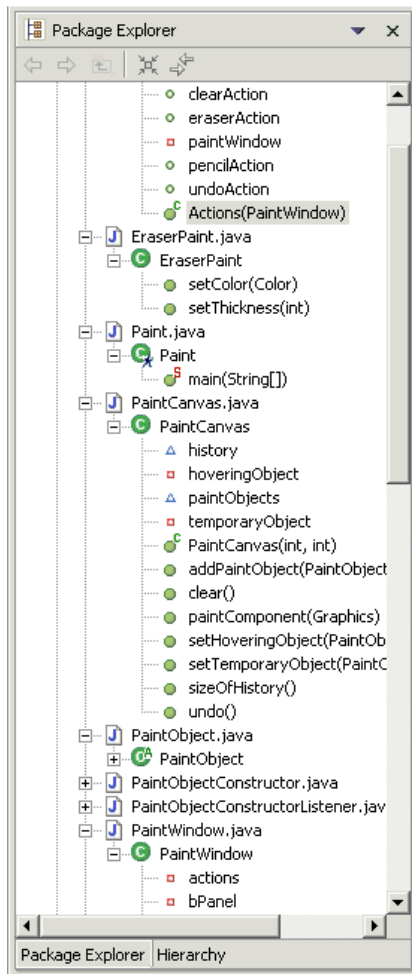 Package Explorer
clearAction
eraserAction
paintWindow
pencilAction
undoAction
Actions(PaintWindow)
EraserPaint.java
EraserPaint
setColor(Color)
setThickness(int)
Paint.java
Paint
main(String[])
PaintCanvas.java
PaintCanvas
history
hoveringObject
paintObjects
temporaryObject
PaintCanvas(int, int)
addPaintObject(PaintObject
clear()
paintComponent(Graphics)
setHoveringObject(PaintOb
setTemporaryObject(PaintO
sizeOfHistory()
undo()
PaintObject.java
PaintObject
PaintObjectConstructor.java
PaintObjectConstructorListener.jav
PaintWindow.java
PaintWindow
actions
bPanel
Package Explorer Hierarchy